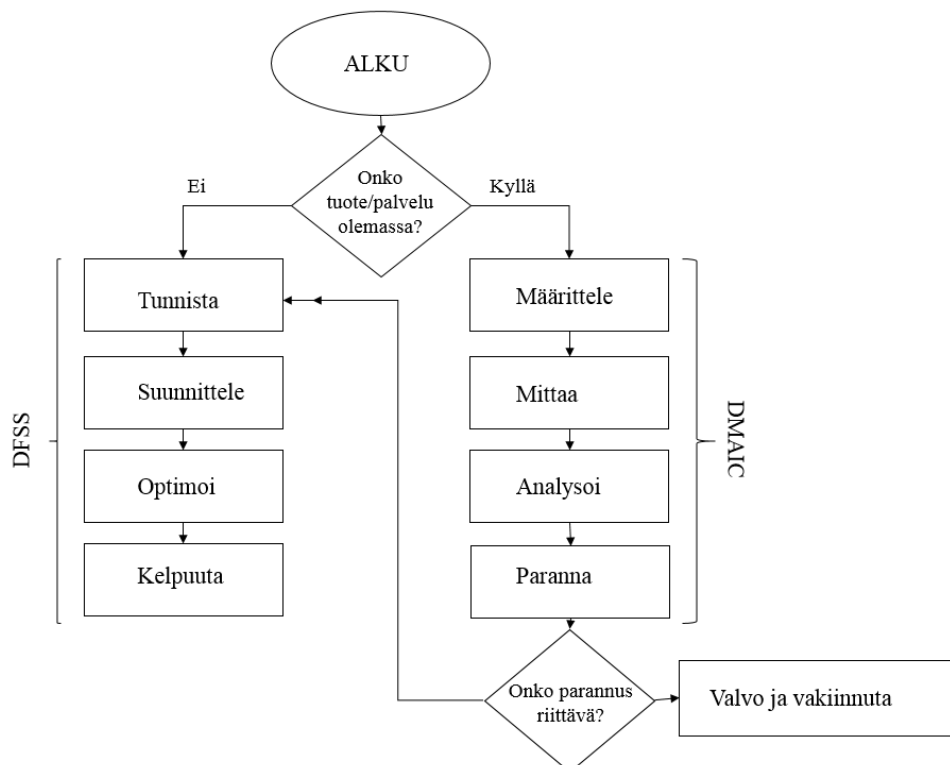 ALKU
Onko
tuote/palvelu
olemassa?
Ei
Kyllä
DFSS
Tunnista
Suunnittele
Optimoi
Kelpuuta
Määrittele
Mittaa
Analysoi
Paranna
DMAIC
Onko parannus
riittävä?
Valvo ja vakiinnuta